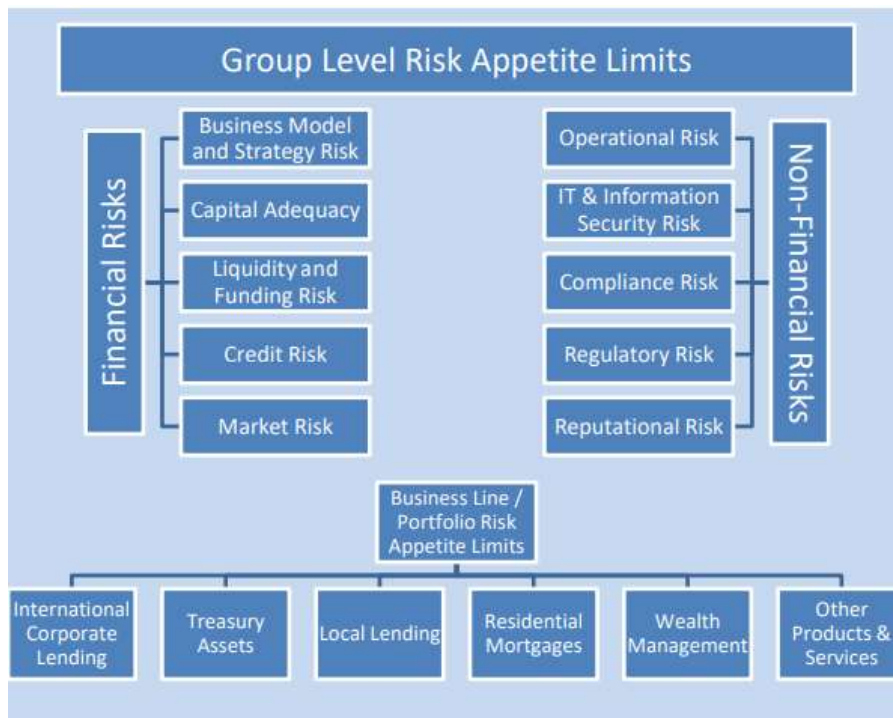 Group Level Risk Appetite Limits
Financial Risks
Business Model
and Strategy Risk
Capital Adequacy
Liquidity and
Funding Risk
Credit Risk
Market Risk
Operational Risk
IT & Information
Security Risk
Compliance Risk
Regulatory Risk
Reputational Risk
Non-Financial Risks
Business Line /
Portfolio Risk
Appetite Limits
International
Corporate
Lending
Treasury
Assets
Local Lending
Residential
Mortgages
Wealth
Management
Other
Products &
Services